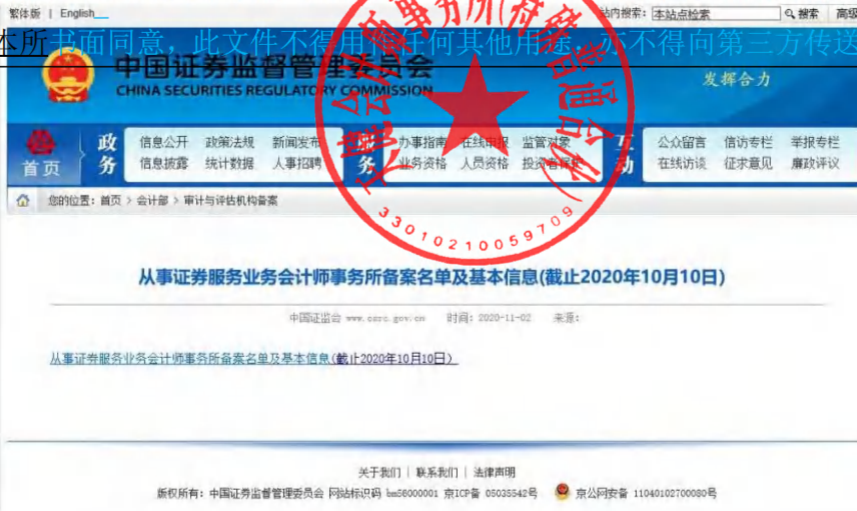 繁体版 | English
站内搜索: 本站点检索 搜索 高级
本所书面同意，此文件不得用作任何其他用途，亦不得向第三方传送
中国证券监督管理委员会
CHINA SECURITIES REGULATORY COMMISSION
发挥合力
首页
政务
信息公开 政策法规 新闻发布
信息披露 统计数据 人事招聘
服务
办事指南 在线申报 监管对象
业务资格 人员资格 投资者保护
互动
公众留言 信访专栏 举报专栏
在线访谈 征求意见 廉政评议
您的位置: 首页 > 会计部 > 审计与评估机构备案
天健会计师事务所(特殊普通合伙)
3301021005970 9
从事证券服务业务会计师事务所备案名单及基本信息(截止2020年10月10日)
中国证监会 www.csrc.gov.cn 时间: 2020-11-02 来源:
从事证券服务业务会计师事务所备案名单及基本信息(截止2020年10月10日)
关于我们 | 联系我们 | 法律声明
版权所有: 中国证券监督管理委员会 网站标识码 bm56000001 京ICP备 05035542号 京公网安备 11040102700080号